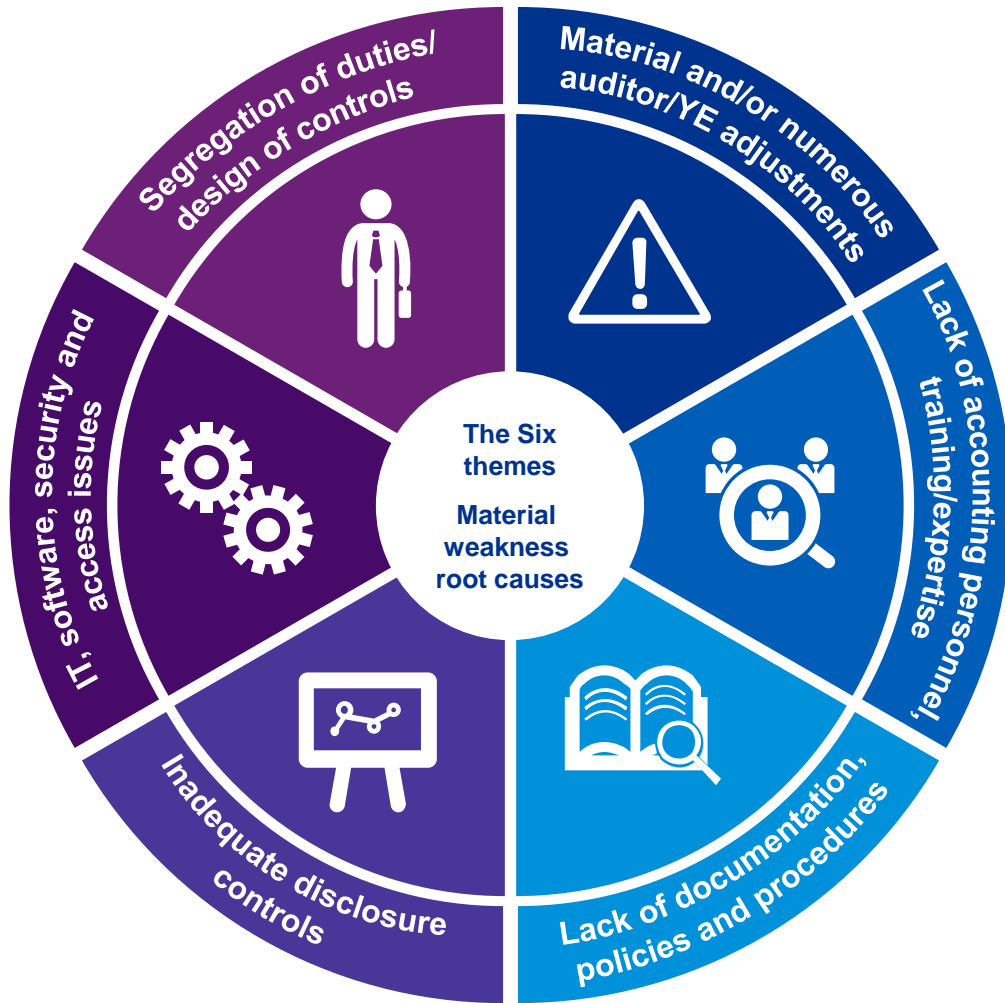 The Six
themes
Material
weakness
root causes
Material and/or numerous
auditor/YE adjustments
Lack of accounting personnel,
training/expertise
Lack of documentation,
policies and procedures
Inadequate disclosure
controls
IT, software, security and
access issues
Segregation of duties/
design of controls